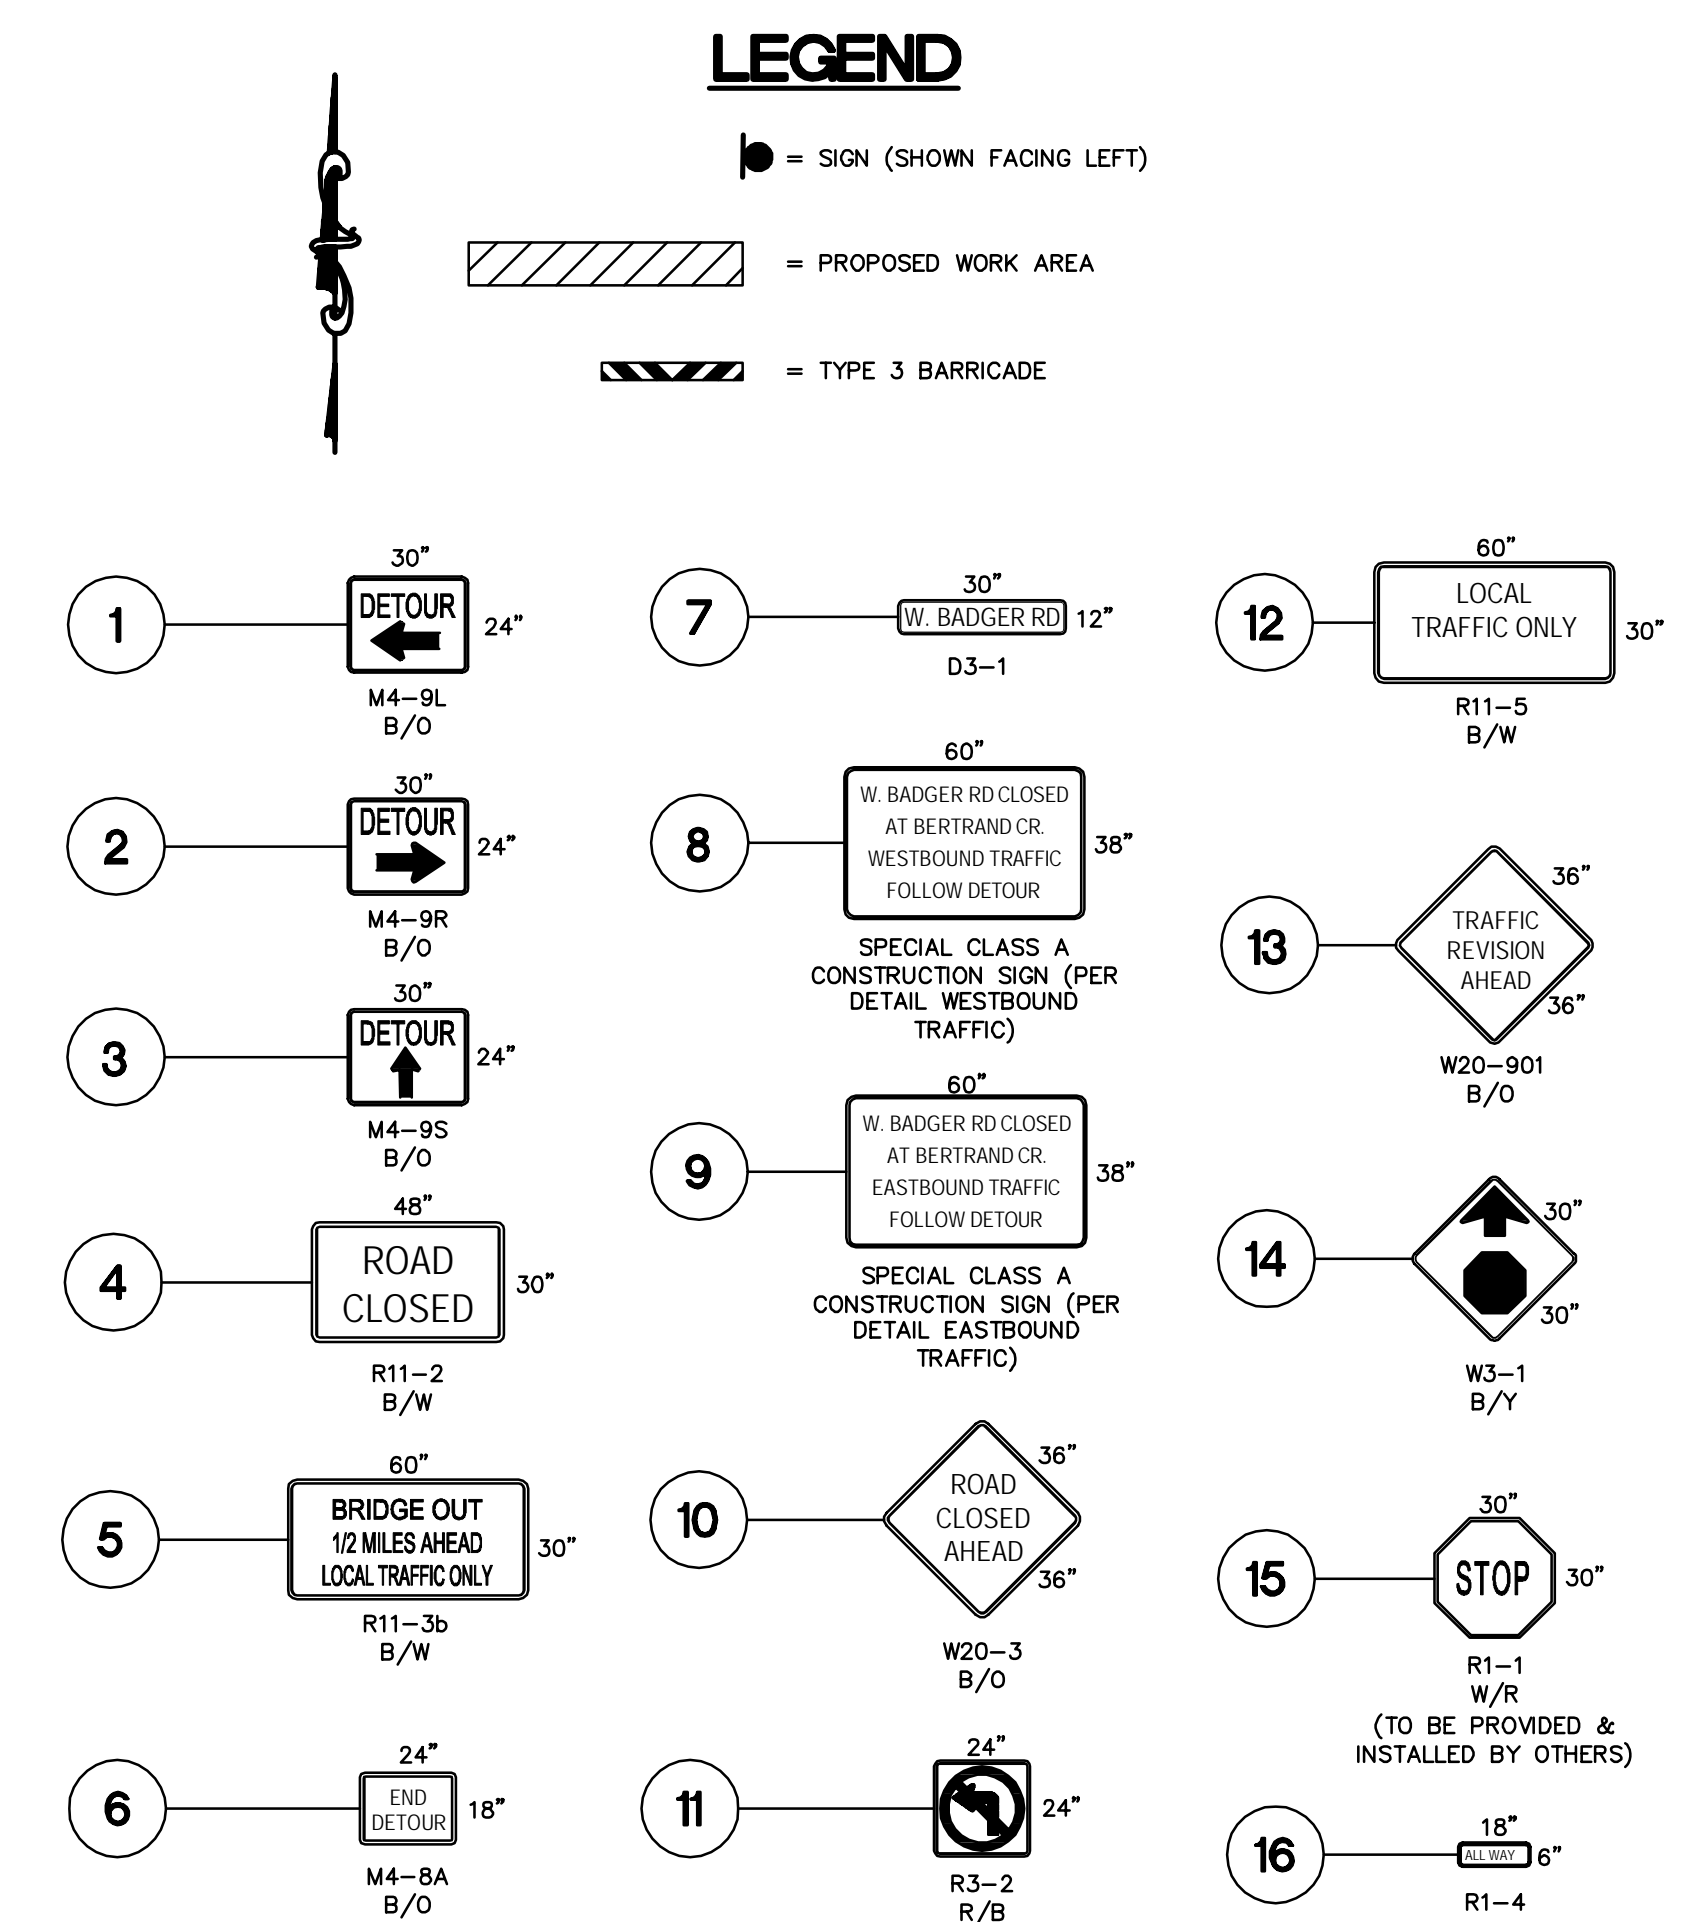 LEGEND
= SIGN (SHOWN FACING LEFT)
= PROPOSED WORK AREA
= TYPE 3 BARRICADE
1
30"
DETOUR
24"
M4-9L
B/O
2
30"
DETOUR
24"
M4-9R
B/O
3
30"
DETOUR
24"
M4-9S
B/O
4
48"
ROAD
CLOSED
30"
R11-2
B/W
5
60"
BRIDGE OUT
1/2 MILES AHEAD
LOCAL TRAFFIC ONLY
30"
R11-3b
B/W
6
24"
END
DETOUR
18"
M4-8A
B/O
7
30"
W. BADGER RD
12"
D3-1
8
60"
W. BADGER RD CLOSED
AT BERTRAND CR.
WESTBOUND TRAFFIC
FOLLOW DETOUR
38"
SPECIAL CLASS A
CONSTRUCTION SIGN (PER
DETAIL WESTBOUND
TRAFFIC)
9
60"
W. BADGER RD CLOSED
AT BERTRAND CR.
EASTBOUND TRAFFIC
FOLLOW DETOUR
38"
SPECIAL CLASS A
CONSTRUCTION SIGN (PER
DETAIL EASTBOUND
TRAFFIC)
10
36"
ROAD
CLOSED
AHEAD
36"
W20-3
B/O
11
24"
24"
R3-2
R/B
12
60"
LOCAL
TRAFFIC ONLY
30"
R11-5
B/W
13
36"
TRAFFIC
REVISION
AHEAD
36"
W20-901
B/O
14
30"
30"
W3-1
B/Y
15
30"
STOP
30"
R1-1
W/R
(TO BE PROVIDED &
INSTALLED BY OTHERS)
16
18"
ALL WAY
6"
R1-4